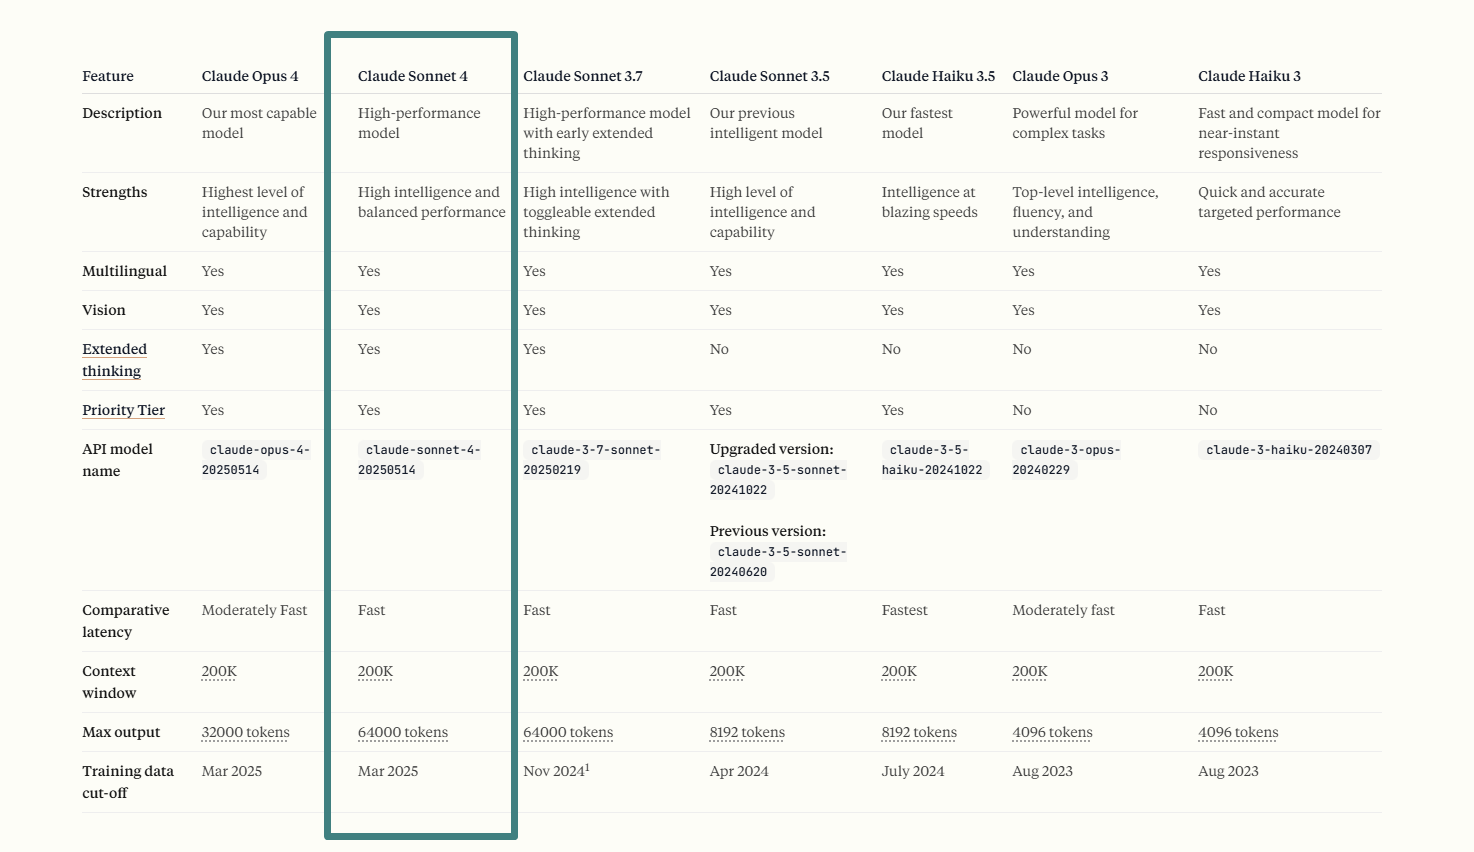 Feature Claude Opus 4 Claude Sonnet 4 Claude Sonnet 3.7 Claude Sonnet 3.5 Claude Haiku 3.5 Claude Opus 3 Claude Haiku 3
Description Our most capable High-performance High-performance model Our previous Our fastest Powerful model for Fast and compact model for
model model with early extended intelligent model model complex tasks near-instant
thinking responsiveness
Strengths Highest level of High intelligence and High intelligence with High level of Intelligence at Top-level intelligence, Quick and accurate
intelligence and balanced performance toggleable extended intelligence and blazing speeds fluency, and targeted performance
capability thinking capability understanding
Multilingual Yes Yes Yes Yes Yes Yes Yes
Vision Yes Yes Yes Yes Yes Yes Yes
Extended Yes Yes Yes No No No No
thinking
Priority Tier Yes Yes Yes Yes Yes No No
API model claude-opus-4- claude-sonnet-4- claude-3-7-sonnet- Upgraded version: claude-3-5- claude-3-opus- claude-3-haiku-20240307
name 20250514 20250514 20250219 claude-3-5-sonnet- haiku-20241022 20240229
20241022
Previous version:
claude-3-5-sonnet-
20240620
Comparative Moderately Fast Fast Fast Fast Fastest Moderately fast Fast
latency
Context 200K 200K 200K 200K 200K 200K 200K
window
Max output 32000 tokens 64000 tokens 64000 tokens 8192 tokens 8192 tokens 4096 tokens 4096 tokens
Training data Mar 2025 Mar 2025 Nov 2024¹ Apr 2024 July 2024 Aug 2023 Aug 2023
cut-off